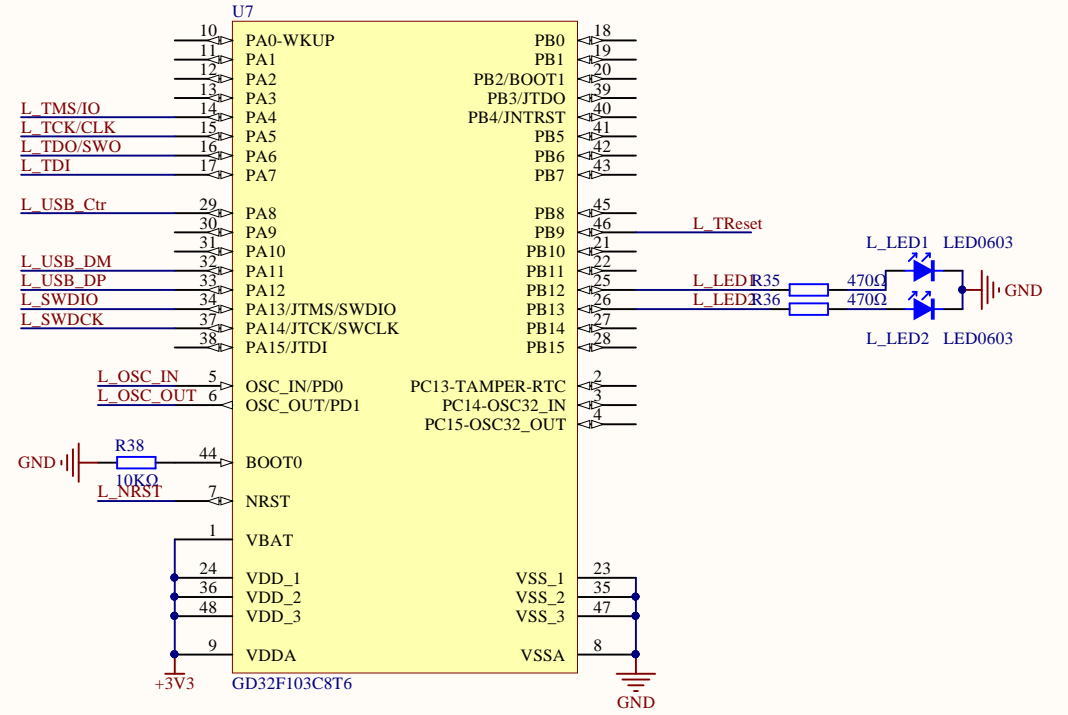 U7
10 PA0-WKUP PB0 18
11 PA1 PB1 19
12 PA2 PB2/BOOT1 20
13 PA3 PB3/JTDO 39
L_TMS/IO 14 PA4 PB4/JNTRST 40
L_TCK/CLK 15 PA5 PB5 41
L_TDO/SWO 16 PA6 PB6 42
L_TDI 17 PA7 PB7 43
L_USB_Ctr 29 PA8 PB8 45
30 PA9 PB9 46 L_TReset
31 PA10 PB10 21
L_LED1 LED0603
L_USB_DM 32 PA11 PB11 22
L_USB_DP 33 PA12 PB12 25 L_LED1 R35 470Ω
GND
L_SWDIO 34 PA13/JTMS/SWDIO PB13 26 L_LED2 R36 470Ω
L_SWDCK 37 PA14/JTCK/SWCLK PB14 27
L_LED2 LED0603
38 PA15/JTDI PB15 28
L_OSC_IN 5 OSC_IN/PD0 PC13-TAMPER-RTC 2
L_OSC_OUT 6 OSC_OUT/PD1 PC14-OSC32_IN 3
PC15-OSC32_OUT 4
R38
GND 44 BOOT0
10KΩ
L_NRST 7 NRST
1 VBAT
24 VDD_1 VSS_1 23
36 VDD_2 VSS_2 35
48 VDD_3 VSS_3 47
9 VDDA VSSA 8
+3V3 GD32F103C8T6
GND